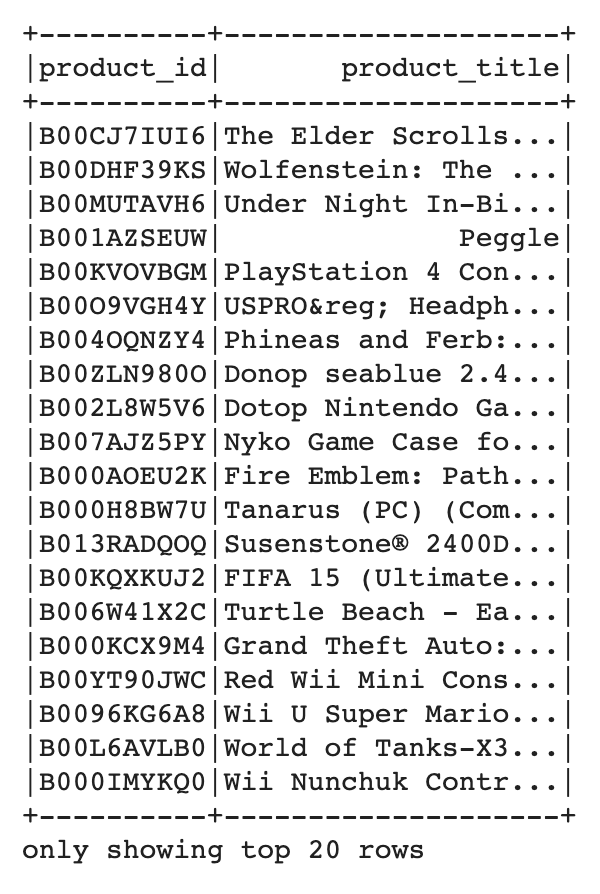 +----------+--------------------+
|product_id|       product_title|
+----------+--------------------+
|B00CJ7IUI6|The Elder Scrolls...|
|B00DHF39KS|Wolfenstein: The ...|
|B00MUTAVH6|Under Night In-Bi...|
|B001AZSEUW|              Peggle|
|B00KVOVBGM|PlayStation 4 Con...|
|B00O9VGH4Y|USPRO&reg; Headph...|
|B004OQNZY4|Phineas and Ferb:...|
|B00ZLN980O|Donop seablue 2.4...|
|B002L8W5V6|Dotop Nintendo Ga...|
|B007AJZ5PY|Nyko Game Case fo...|
|B000AOEU2K|Fire Emblem: Path...|
|B000H8BW7U|Tanarus (PC) (Com...|
|B013RADQOQ|Susenstone® 2400D...|
|B00KQXKUJ2|FIFA 15 (Ultimate...|
|B006W41X2C|Turtle Beach - Ea...|
|B000KCX9M4|Grand Theft Auto:...|
|B00YT90JWC|Red Wii Mini Cons...|
|B0096KG6A8|Wii U Super Mario...|
|B00L6AVLB0|World of Tanks-X3...|
|B000IMYKQ0|Wii Nunchuk Contr...|
+----------+--------------------+
only showing top 20 rows